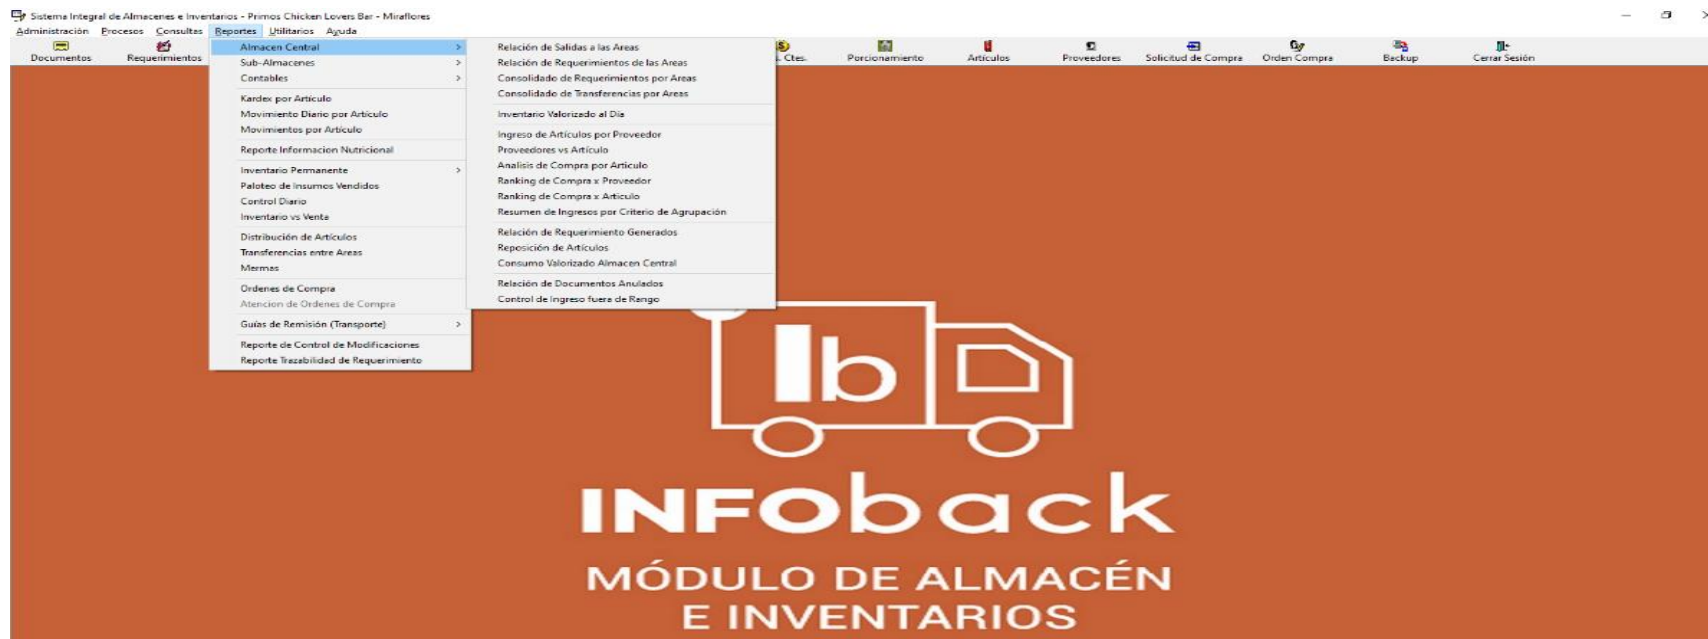 Sistema Integral de Almacenes e Inventarios - Primos Chicken Lovers Bar - Miraflores
Administración Procesos Consultas Reportes Utilitarios Ayuda
Documentos Requerimientos s. Ctes. Porcionamiento Artículos Proveedores Solicitud de Compra Orden Compra Backup Cerrar Sesión
Almacen Central
Sub-Almacenes
Contables
Kardex por Artículo
Movimiento Diario por Artículo
Movimientos por Artículo
Reporte Informacion Nutricional
Inventario Permanente
Paloteo de Insumos Vendidos
Control Diario
Inventario vs Venta
Distribución de Artículos
Transferencias entre Areas
Mermas
Ordenes de Compra
Atencion de Ordenes de Compra
Guías de Remisión (Transporte)
Reporte de Control de Modificaciones
Reporte Trazabilidad de Requerimiento
Relación de Salidas a las Areas
Relación de Requerimientos de las Areas
Consolidado de Requerimientos por Areas
Consolidado de Transferencias por Areas
Inventario Valorizado al Día
Ingreso de Artículos por Proveedor
Proveedores vs Artículo
Analisis de Compra por Articulo
Ranking de Compra x Proveedor
Ranking de Compra x Articulo
Resumen de Ingresos por Criterio de Agrupación
Relación de Requerimiento Generados
Reposición de Artículos
Consumo Valorizado Almacen Central
Relación de Documentos Anulados
Control de Ingreso fuera de Rango
Ib
INFOback
MÓDULO DE ALMACÉN
E INVENTARIOS